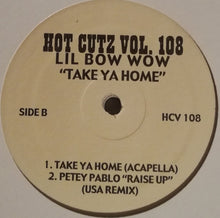 HOT CUTZ VOL. 108
LIL BOW WOW
"TAKE YA HOME"
SIDE B
HCV 108
1. TAKE YA HOME (ACAPELLA)
2. PETEY PABLO "RAISE UP"
(USA REMIX)